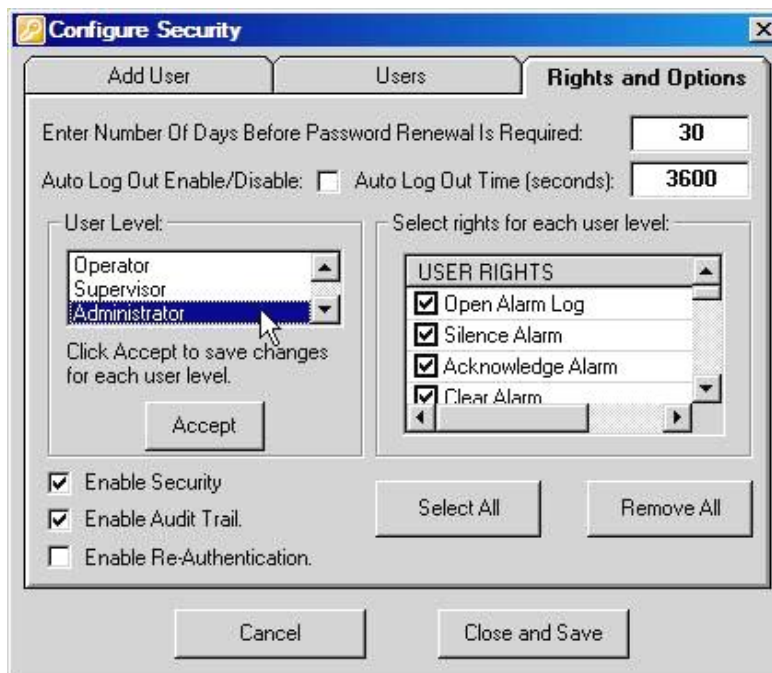 Configure Security
Add User
Users
Rights and Options
Enter Number Of Days Before Password Renewal Is Required:
30
Auto Log Out Enable/Disable:
Auto Log Out Time (seconds):
3600
User Level:
Operator
Supervisor
Administrator
Click Accept to save changes
for each user level.
Accept
Select rights for each user level:
USER RIGHTS
Open Alarm Log
Silence Alarm
Acknowledge Alarm
Clear Alarm
Enable Security
Enable Audit Trail.
Enable Re-Authentication.
Select All
Remove All
Cancel
Close and Save